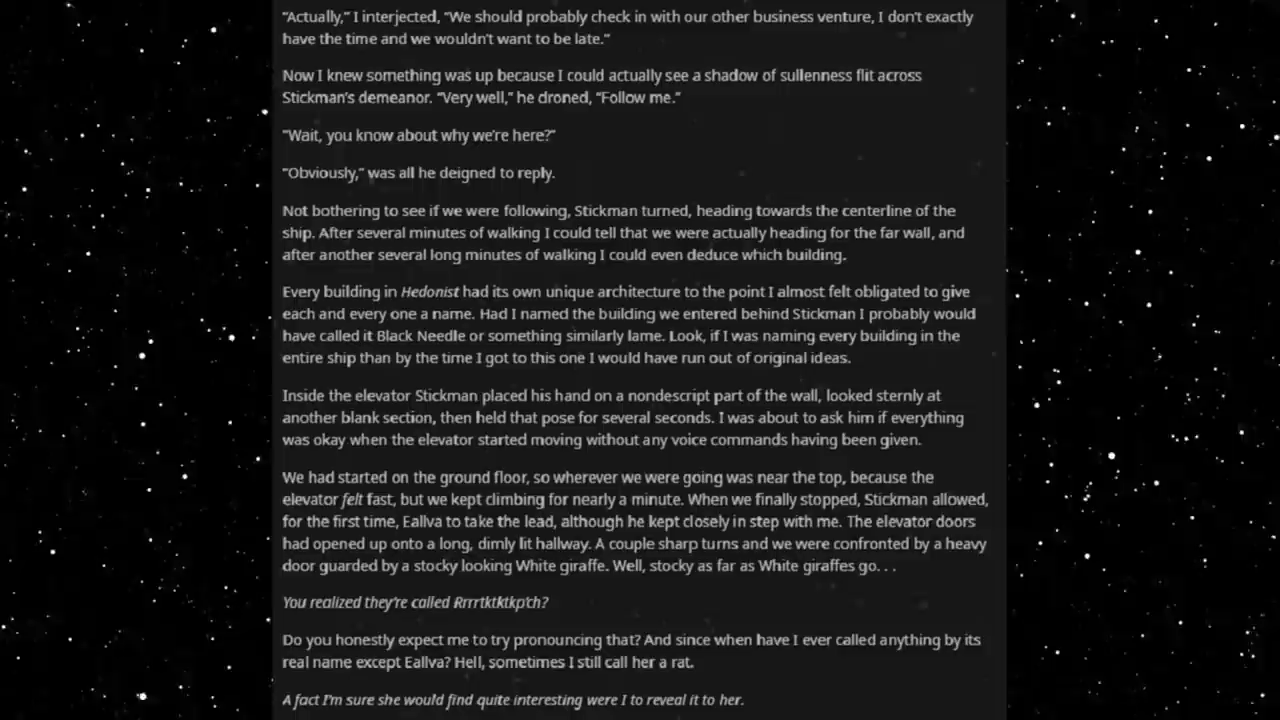 “Actually,” I interjected, “We should probably check in with our other business venture, I don’t exactly
have the time and we wouldn’t want to be late.”
Now I knew something was up because I could actually see a shadow of sullenness flit across
Stickman’s demeanor. “Very well,” he droned, “Follow me.”
“Wait, you know about why we’re here?”
“Obviously,” was all he deigned to reply.
Not bothering to see if we were following, Stickman turned, heading towards the centerline of the
ship. After several minutes of walking I could tell that we were actually heading for the far wall, and
after another several long minutes of walking I could even deduce which building.
Every building in Hedonist had its own unique architecture to the point I almost felt obligated to give
each and every one a name. Had I named the building we entered behind Stickman I probably would
have called it Black Needle or something similarly lame. Look, if I was naming every building in the
entire ship than by the time I got to this one I would have run out of original ideas.
Inside the elevator Stickman placed his hand on a nondescript part of the wall, looked sternly at
another blank section, then held that pose for several seconds. I was about to ask him if everything
was okay when the elevator started moving without any voice commands having been given.
We had started on the ground floor, so wherever we were going was near the top, because the
elevator felt fast, but we kept climbing for nearly a minute. When we finally stopped, Stickman allowed,
for the first time, Eallva to take the lead, although he kept closely in step with me. The elevator doors
had opened up onto a long, dimly lit hallway. A couple sharp turns and we were confronted by a heavy
door guarded by a stocky looking White giraffe. Well, stocky as far as White giraffes go. . .
You realized they’re called Rrrrtktktkp’ch?
Do you honestly expect me to try pronouncing that? And since when have I ever called anything by its
real name except Eallva? Hell, sometimes I still call her a rat.
A fact I’m sure she would find quite interesting were I to reveal it to her.